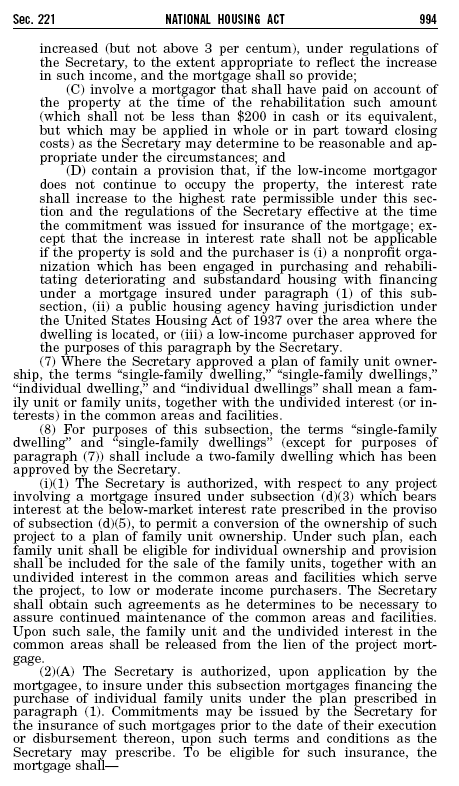 Sec. 221 NATIONAL HOUSING ACT 994
increased (but not above 3 per centum), under regulations of
the Secretary, to the extent appropriate to reflect the increase
in such income, and the mortgage shall so provide;
(C) involve a mortgagor that shall have paid on account of
the property at the time of the rehabilitation such amount
(which shall not be less than $200 in cash or its equivalent,
but which may be applied in whole or in part toward closing
costs) as the Secretary may determine to be reasonable and ap-
propriate under the circumstances; and
(D) contain a provision that, if the low-income mortgagor
does not continue to occupy the property, the interest rate
shall increase to the highest rate permissible under this sec-
tion and the regulations of the Secretary effective at the time
the commitment was issued for insurance of the mortgage; ex-
cept that the increase in interest rate shall not be applicable
if the property is sold and the purchaser is (i) a nonprofit orga-
nization which has been engaged in purchasing and rehabili-
tating deteriorating and substandard housing with financing
under a mortgage insured under paragraph (1) of this sub-
section, (ii) a public housing agency having jurisdiction under
the United States Housing Act of 1937 over the area where the
dwelling is located, or (iii) a low-income purchaser approved for
the purposes of this paragraph by the Secretary.
(7) Where the Secretary approved a plan of family unit owner-
ship, the terms “single-family dwelling,” “single-family dwellings,”
“individual dwelling,” and “individual dwellings” shall mean a fam-
ily unit or family units, together with the undivided interest (or in-
terests) in the common areas and facilities.
(8) For purposes of this subsection, the terms “single-family
dwelling” and “single-family dwellings” (except for purposes of
paragraph (7)) shall include a two-family dwelling which has been
approved by the Secretary.
(i)(1) The Secretary is authorized, with respect to any project
involving a mortgage insured under subsection (d)(3) which bears
interest at the below-market interest rate prescribed in the proviso
of subsection (d)(5), to permit a conversion of the ownership of such
project to a plan of family unit ownership. Under such plan, each
family unit shall be eligible for individual ownership and provision
shall be included for the sale of the family units, together with an
undivided interest in the common areas and facilities which serve
the project, to low or moderate income purchasers. The Secretary
shall obtain such agreements as he determines to be necessary to
assure continued maintenance of the common areas and facilities.
Upon such sale, the family unit and the undivided interest in the
common areas shall be released from the lien of the project mort-
gage.
(2)(A) The Secretary is authorized, upon application by the
mortgagee, to insure under this subsection mortgages financing the
purchase of individual family units under the plan prescribed in
paragraph (1). Commitments may be issued by the Secretary for
the insurance of such mortgages prior to the date of their execution
or disbursement thereon, upon such terms and conditions as the
Secretary may prescribe. To be eligible for such insurance, the
mortgage shall—